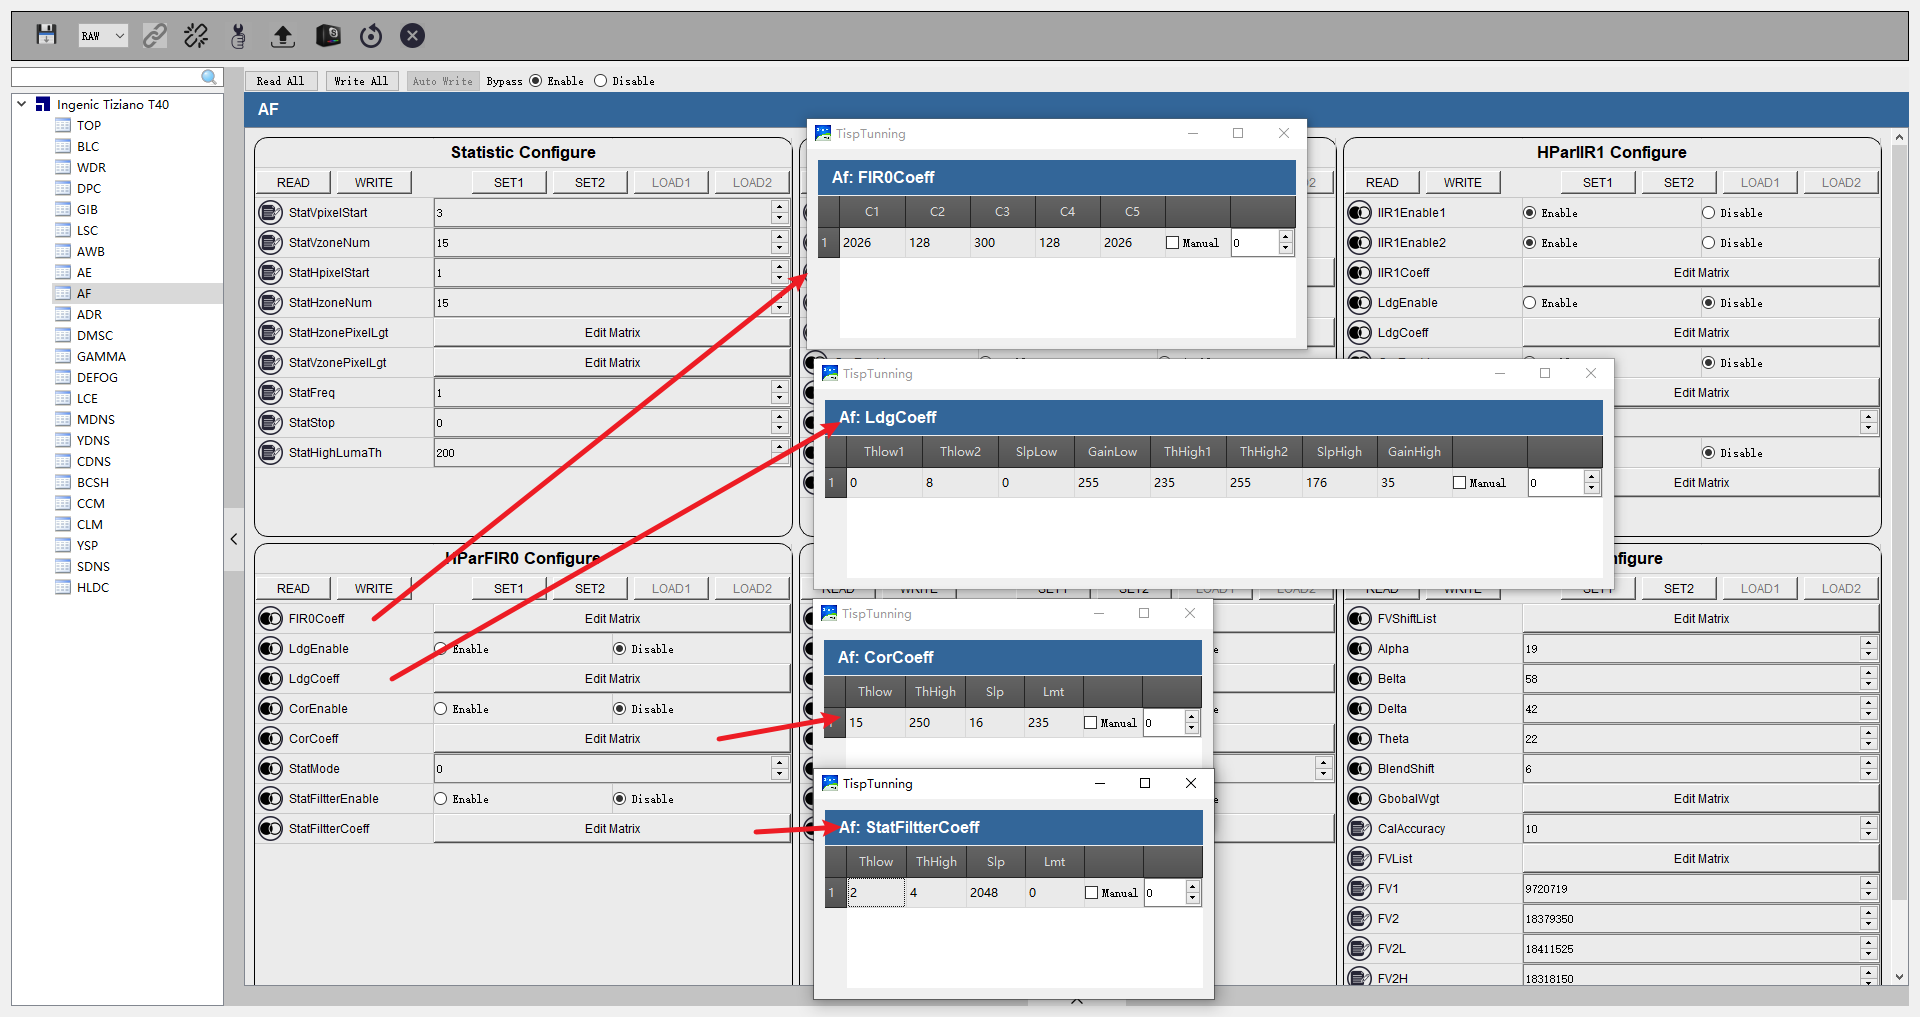 RAW
Read All Write All Auto Write Bypass Enable Disable
Ingenic Tiziano T40
TOP
BLC
WDR
DPC
GIB
LSC
AWB
AE
AF
ADR
DMSC
GAMMA
DEFOG
LCE
MDNS
YDNS
CDNS
BCSH
CCM
CLM
YSP
SDNS
HLDC
AF
Statistic Configure
READ WRITE SET1 SET2 LOAD1 LOAD2
StatVpixelStart 3
StatVzoneNum 15
StatHpixelStart 1
StatHzoneNum 15
StatHzonePixelLgt Edit Matrix
StatVzonePixelLgt Edit Matrix
StatFreq 1
StatStop 0
StatHighLumaTh 200
HParFIR0 Configure
READ WRITE SET1 SET2 LOAD1 LOAD2
FIR0Coeff Edit Matrix
LdgEnable Enable Disable
LdgCoeff Edit Matrix
CorEnable Enable Disable
CorCoeff Edit Matrix
StatMode 0
StatFiltterEnable Enable Disable
StatFiltterCoeff Edit Matrix
TispTunning
Af: FIR0Coeff
C1 C2 C3 C4 C5
1 2026 128 300 128 2026 Manual 0
TispTunning
Af: LdgCoeff
Thlow1 Thlow2 SlpLow GainLow ThHigh1 ThHigh2 SlpHigh GainHigh
1 0 8 0 255 235 255 176 35 Manual 0
TispTunning
Af: CorCoeff
Thlow ThHigh Slp Lmt
15 250 16 235 Manual 0
TispTunning
Af: StatFiltterCoeff
Thlow ThHigh Slp Lmt
1 2 4 2048 0 Manual 0
HParIIR1 Configure
READ WRITE SET1 SET2 LOAD1 LOAD2
IIR1Enable1 Enable Disable
IIR1Enable2 Enable Disable
IIR1Coeff Edit Matrix
LdgEnable Enable Disable
LdgCoeff Edit Matrix
Disable
Edit Matrix
Disable
Edit Matrix
nfigure
READ WRITE SET1 SET2 LOAD1 LOAD2
FVShiftList Edit Matrix
Alpha 19
Belta 58
Delta 42
Theta 22
BlendShift 6
GbobalWgt Edit Matrix
CalAccuracy 10
FVList Edit Matrix
FV1 9720719
FV2 18379350
FV2L 18411525
FV2H 18318150